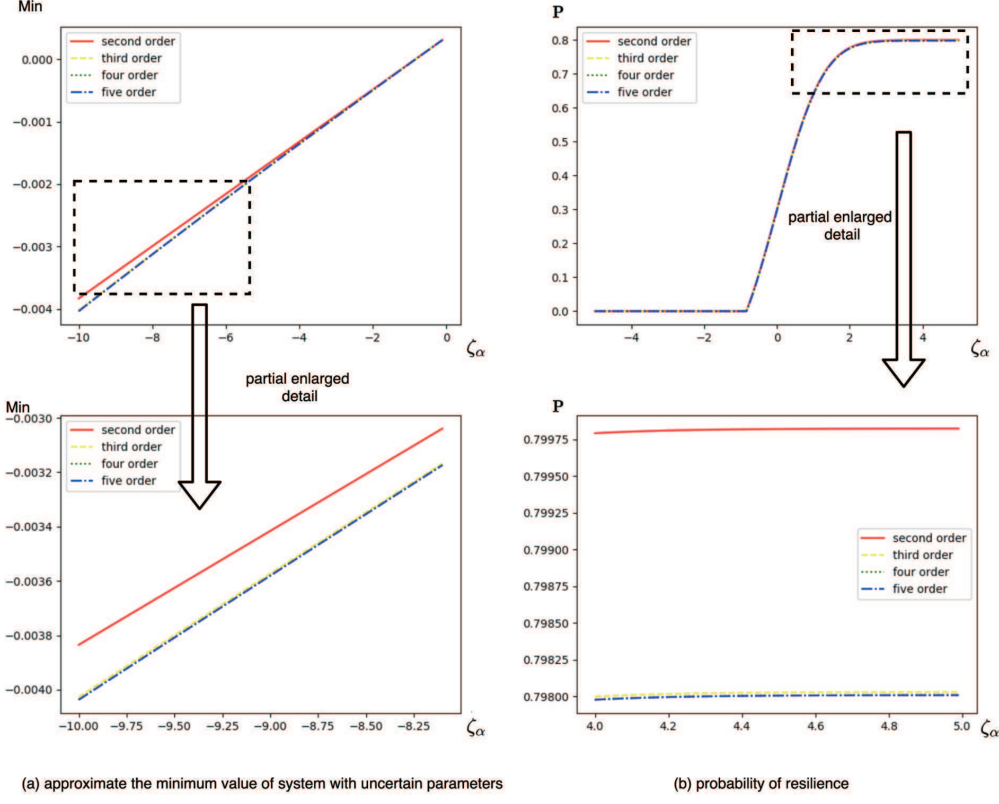 Min
P
second order
third order
four order
five order
0.000
−0.001
−0.002
−0.003
−0.004
−10
−8
−6
−4
−2
0
ζα
second order
third order
four order
five order
0.8
0.7
0.6
0.5
0.4
0.3
0.2
0.1
0.0
−4
−2
0
2
4
ζα
partial enlarged
detail
partial enlarged
detail
Min
second order
third order
four order
five order
−0.0030
−0.0032
−0.0034
−0.0036
−0.0038
−0.0040
−10.00
−9.75
−9.50
−9.25
−9.00
−8.75
−8.50
−8.25
ζα
P
0.79975
0.79950
0.79925
0.79900
0.79875
0.79850
0.79825
0.79800
second order
third order
four order
five order
4.0
4.2
4.4
4.6
4.8
5.0
ζα
(a) approximate the minimum value of system with uncertain parameters
(b) probability of resilience